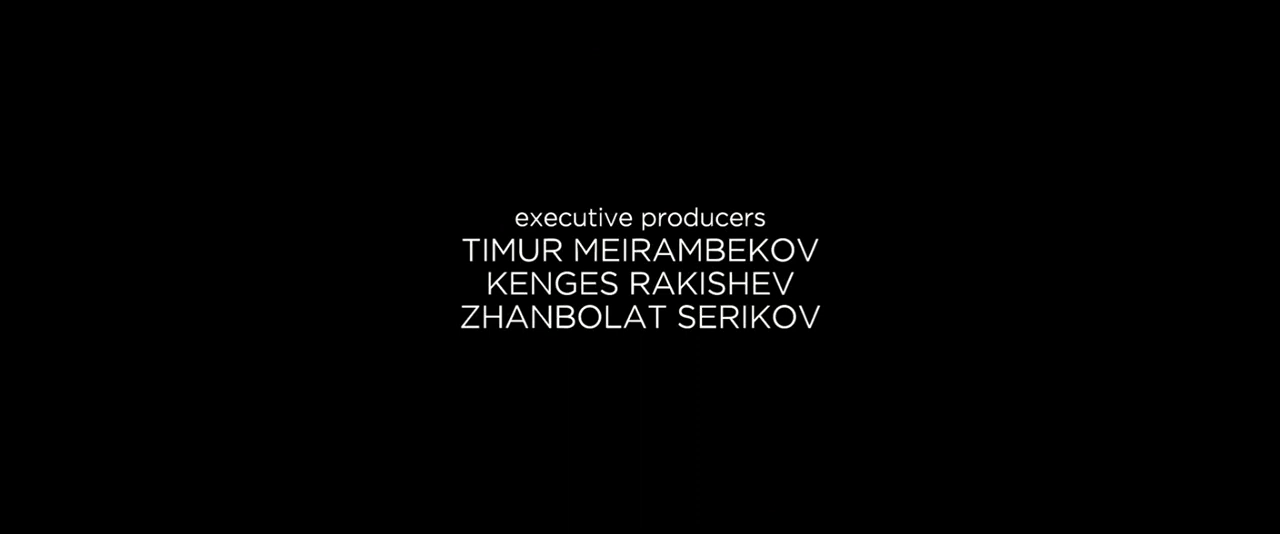 executive producers
TIMUR MEIRAMBEKOV
KENGES RAKISHEV
ZHANBOLAT SERIKOV